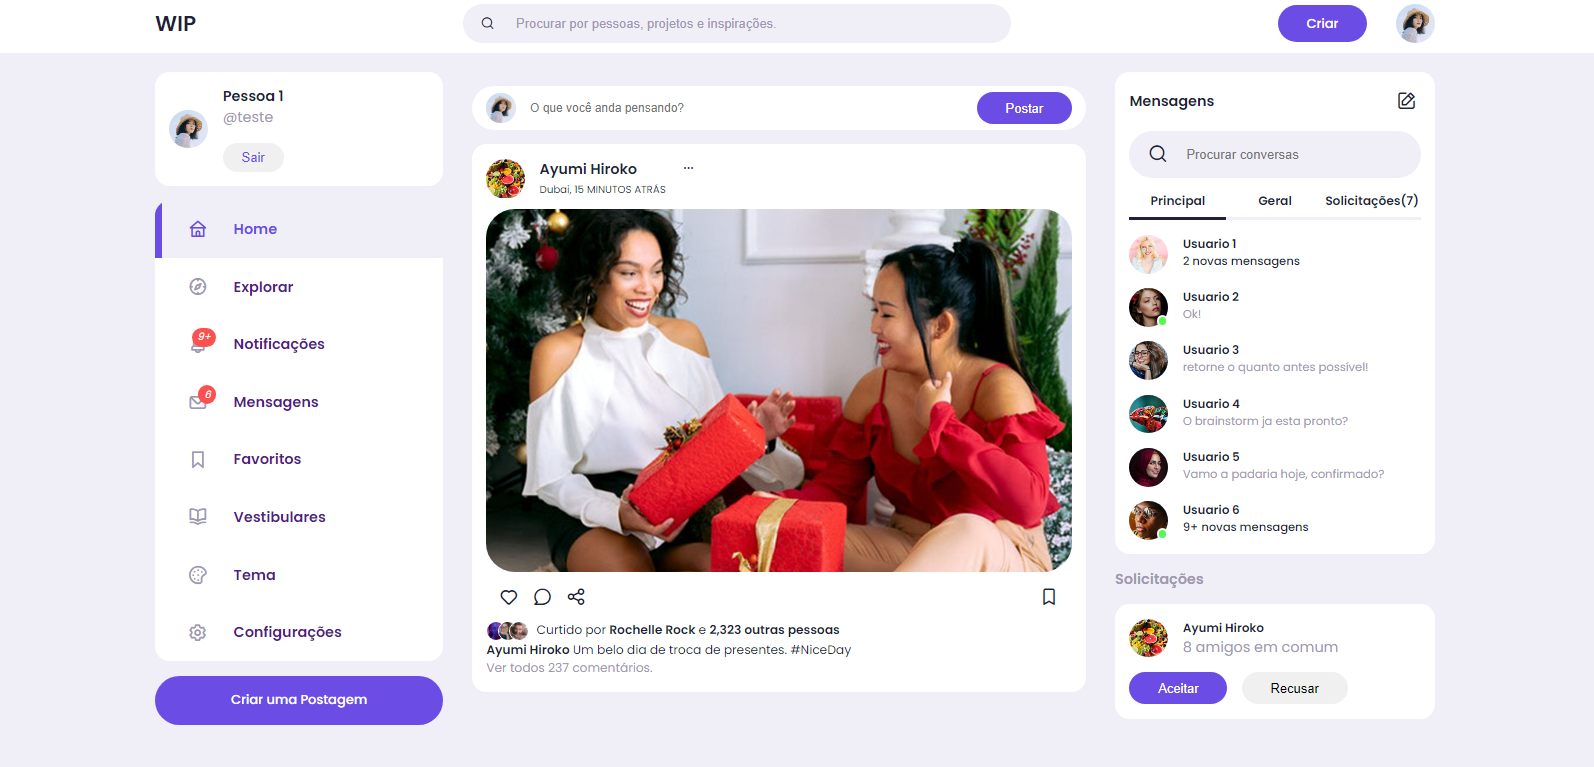 WIP
Procurar por pessoas, projetos e inspirações.
Criar
Pessoa 1
@teste
Sair
Home
Explorar
9+
Notificações
6
Mensagens
Favoritos
Vestibulares
Tema
Configurações
Criar uma Postagem
O que você anda pensando?
Postar
Ayumi Hiroko
...
Dubai, 15 MINUTOS ATRÁS
Curtido por Rochelle Rock e 2,323 outras pessoas
Ayumi Hiroko Um belo dia de troca de presentes. #NiceDay
Ver todos 237 comentários.
Mensagens
Procurar conversas
Principal
Geral
Solicitações(7)
Usuario 1
2 novas mensagens
Usuario 2
Ok!
Usuario 3
retorne o quanto antes possível!
Usuario 4
O brainstorm ja esta pronto?
Usuario 5
Vamo a padaria hoje, confirmado?
Usuario 6
9+ novas mensagens
Solicitações
Ayumi Hiroko
8 amigos em comum
Aceitar
Recusar